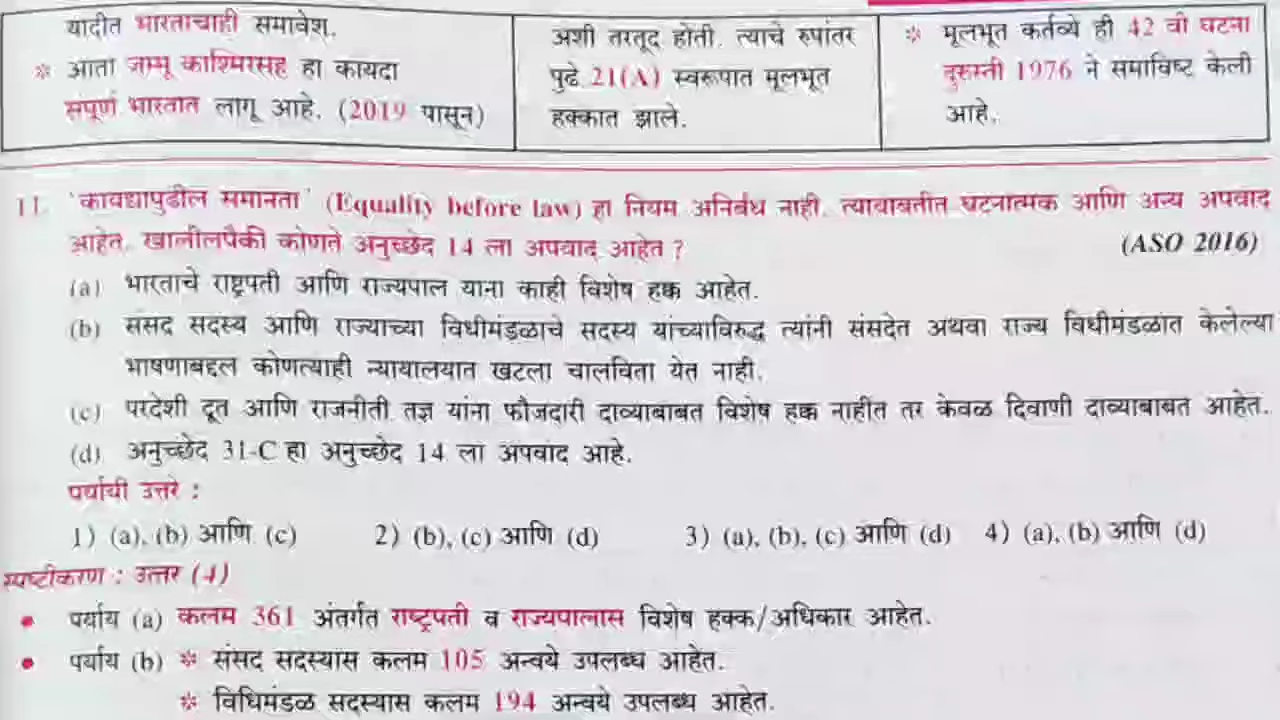 यादीत भारताचाही समावेश.
* आता जम्मू काश्मिरसह हा कायदा
संपूर्ण भारतात लागू आहे. (2019 पासून)
अशी तरतूद होती. त्याचे रुपांतर
पुढे 21(A) स्वरूपात मूलभूत
हक्कात झाले.
* मूलभूत कर्तव्ये ही 42 वी घटना
दुरुस्ती 1976 ने समाविष्ट केली
आहे.
11. 'कायद्यापुढील समानता' (Equality before law) हा नियम अनिर्बंध नाही. त्याबाबतीत घटनात्मक आणि अन्य अपवाद
आहेत. खालीलपैकी कोणते अनुच्छेद 14 ला अपवाद आहेत ? (ASO 2016)
(a) भारताचे राष्ट्रपती आणि राज्यपाल यांना काही विशेष हक्क आहेत.
(b) संसद सदस्य आणि राज्याच्या विधीमंडळाचे सदस्य यांच्याविरुद्ध त्यांनी संसदेत अथवा राज्य विधीमंडळात केलेल्या
भाषणाबद्दल कोणत्याही न्यायालयात खटला चालविता येत नाही.
(c) परदेशी दूत आणि राजनीती तज्ञ यांना फौजदारी दाव्याबाबत विशेष हक्क नाहीत तर केवळ दिवाणी दाव्याबाबत आहेत.
(d) अनुच्छेद 31-C हा अनुच्छेद 14 ला अपवाद आहे.
पर्यायी उत्तरे :
1) (a), (b) आणि (c) 2) (b), (c) आणि (d) 3) (a), (b), (c) आणि (d) 4) (a), (b) आणि (d)
स्पष्टीकरण : उत्तर (4)
• पर्याय (a) कलम 361 अंतर्गत राष्ट्रपती व राज्यपालास विशेष हक्क/अधिकार आहेत.
• पर्याय (b) * संसद सदस्यास कलम 105 अन्वये उपलब्ध आहेत.
* विधिमंडळ सदस्यास कलम 194 अन्वये उपलब्ध आहेत.